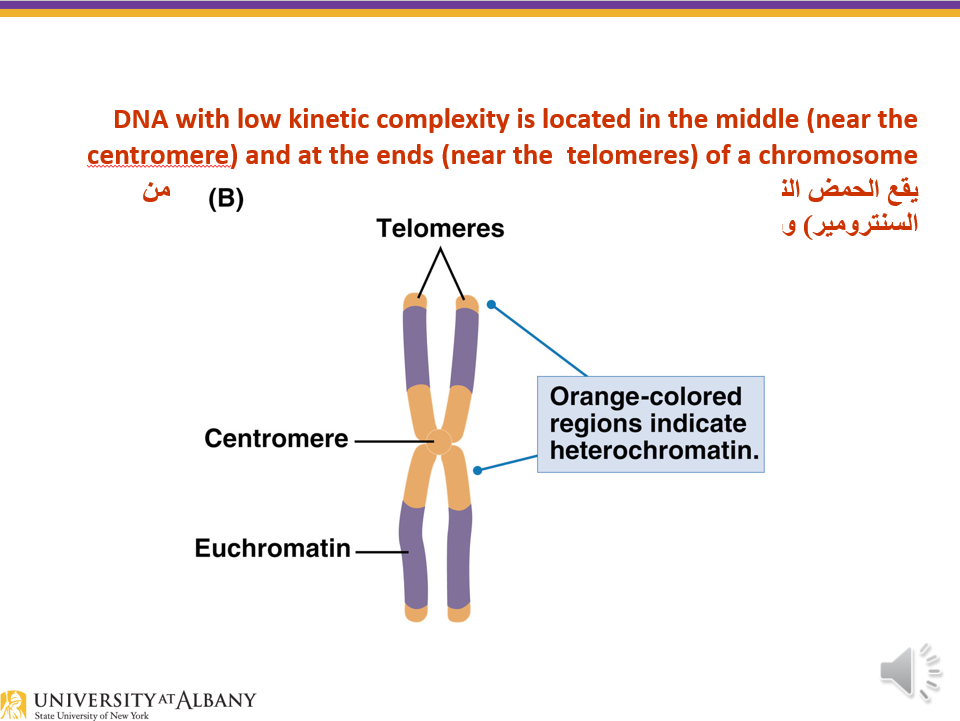 DNA with low kinetic complexity is located in the middle (near the
centromere) and at the ends (near the telomeres) of a chromosome
يقع الحمض من
السنترومير) و
(B)
Telomeres
Orange-colored
regions indicate
heterochromatin.
Centromere
Euchromatin
UNIVERSITY AT ALBANY
State University of New York